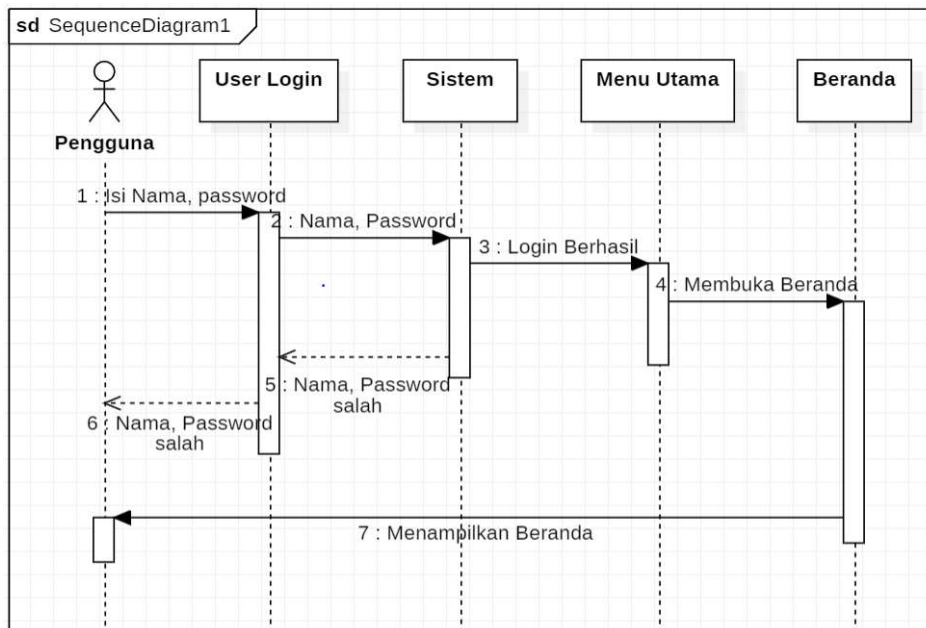 sd SequenceDiagram1
User Login
Sistem
Menu Utama
Beranda
Pengguna
1 : Isi Nama, password
2 : Nama, Password
3 : Login Berhasil
4 : Membuka Beranda
5 : Nama, Password
salah
6 : Nama, Password
salah
7 : Menampilkan Beranda